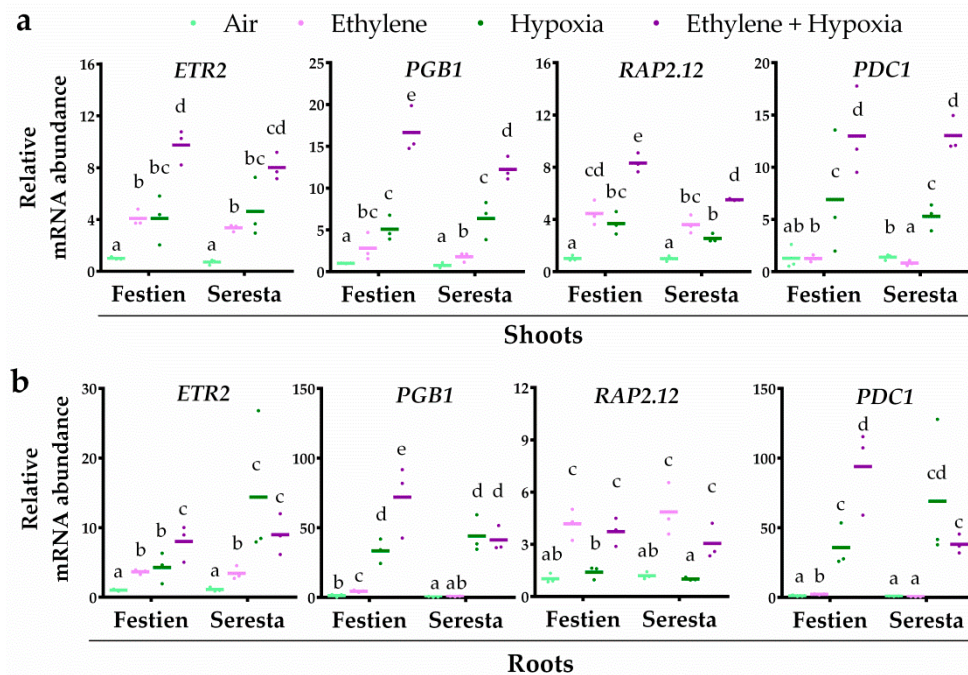 a
Air Ethylene Hypoxia Ethylene + Hypoxia
ETR2 PGB1 RAP2.12 PDC1
Relative
mRNA abundance
16 12 8 4 0
a b bc d a b bc cd
25 20 15 10 5 0
a bc c e a b c d
16 12 8 4 0
a cd bc e a bc b d
20 15 10 5 0
ab b c d b a c d
Festien Seresta Festien Seresta Festien Seresta Festien Seresta
Shoots
b
ETR2 PGB1 RAP2.12 PDC1
Relative
mRNA abundance
30 20 10 0
a b b c a b c c
150 100 50 0
b c d e a ab d d
12 9 6 3 0
ab c b c ab c a c
150 100 50 0
a b c d a a cd c
Festien Seresta Festien Seresta Festien Seresta Festien Seresta
Roots